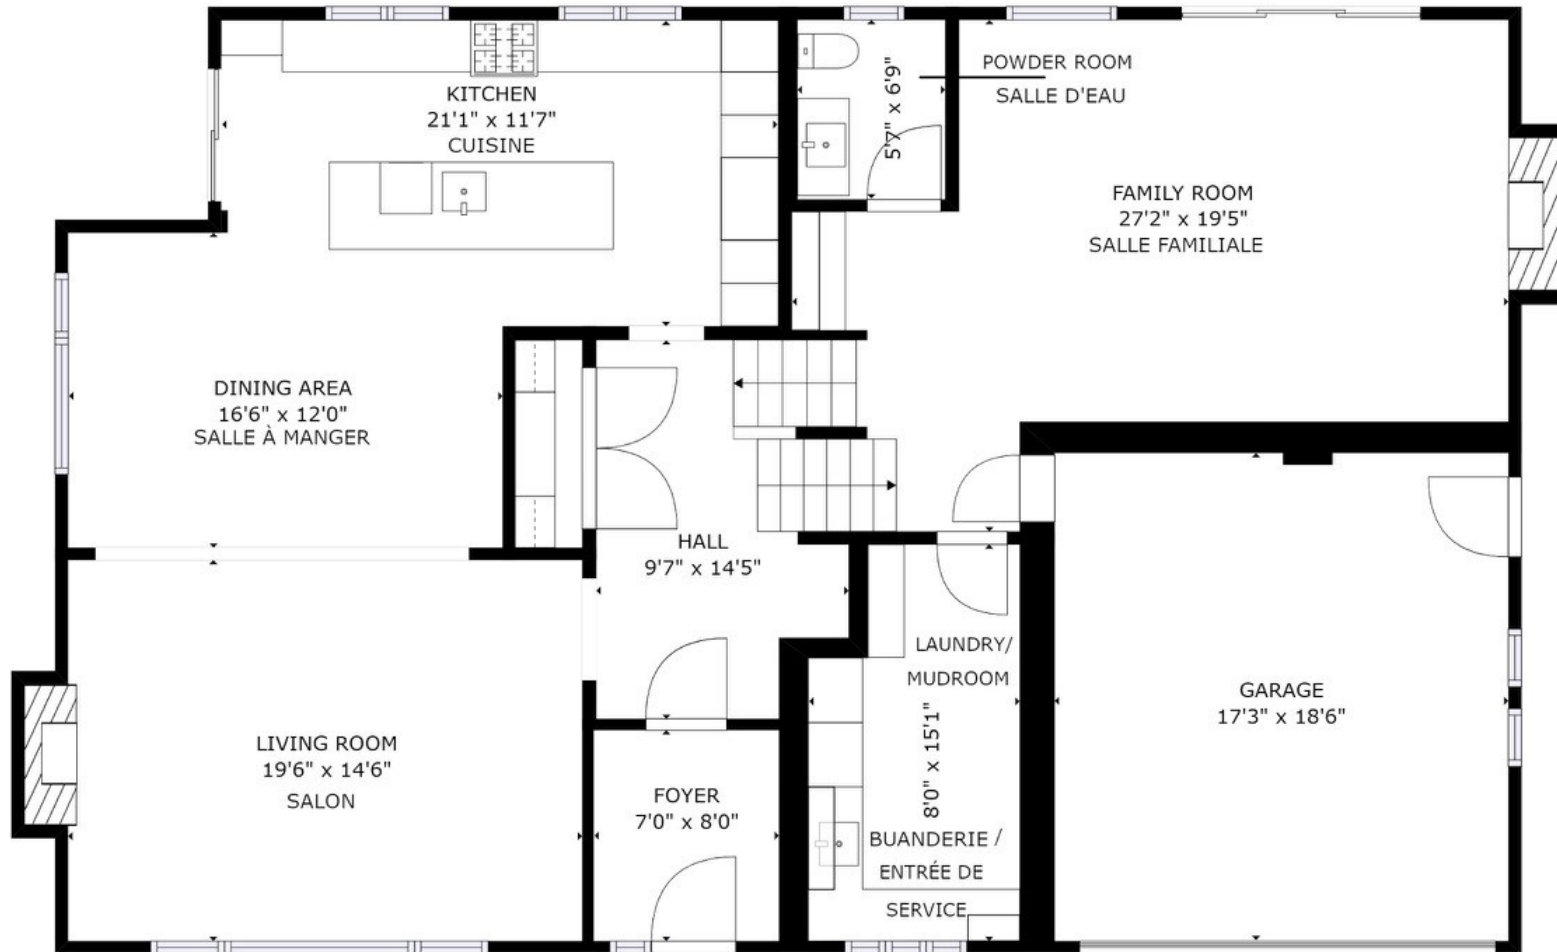 KITCHEN
21'1" x 11'7"
CUISINE
5'7" x 6'9"
POWDER ROOM
SALLE D'EAU
FAMILY ROOM
27'2" x 19'5"
SALLE FAMILIALE
DINING AREA
16'6" x 12'0"
SALLE À MANGER
HALL
9'7" x 14'5"
LAUNDRY/
MUDROOM
8'0" x 15'1"
BUANDERIE /
ENTRÉE DE
SERVICE
GARAGE
17'3" x 18'6"
LIVING ROOM
19'6" x 14'6"
SALON
FOYER
7'0" x 8'0"